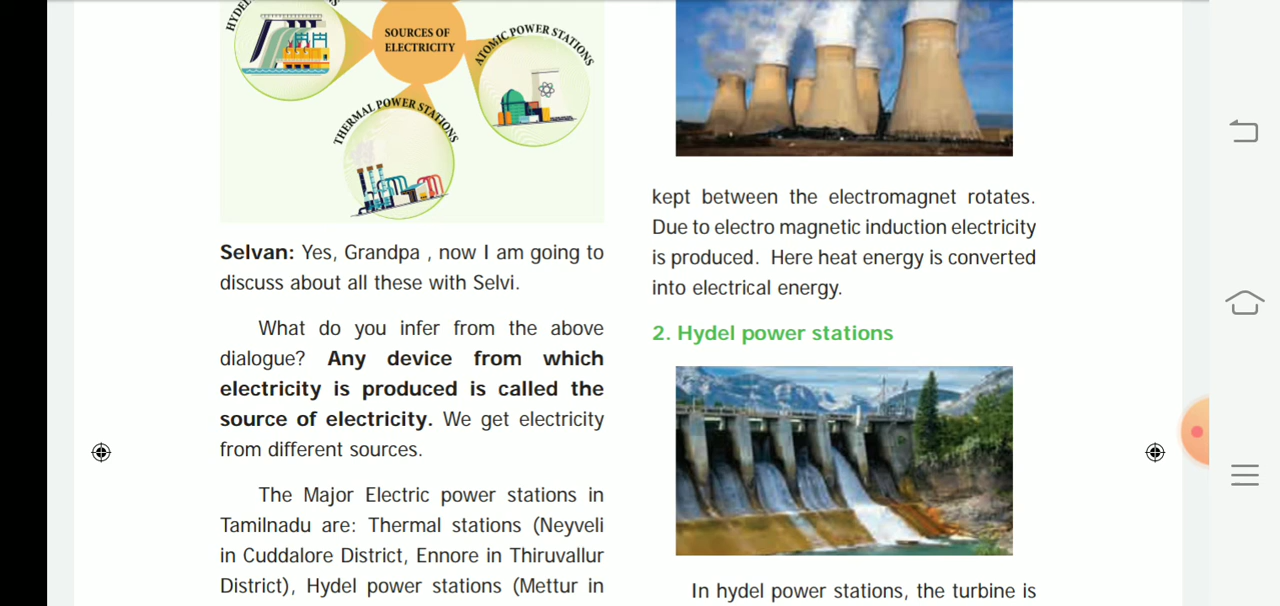 SOURCES OF
ELECTRICITY
ATOMIC POWER STATIONS
THERMAL POWER STATIONS
Selvan: Yes, Grandpa , now I am going to
discuss about all these with Selvi.
What do you infer from the above
dialogue? Any device from which
electricity is produced is called the
source of electricity. We get electricity
from different sources.
The Major Electric power stations in
Tamilnadu are: Thermal stations (Neyveli
in Cuddalore District, Ennore in Thiruvallur
District), Hydel power stations (Mettur in
kept between the electromagnet rotates.
Due to electro magnetic induction electricity
is produced. Here heat energy is converted
into electrical energy.
2. Hydel power stations
In hydel power stations, the turbine is